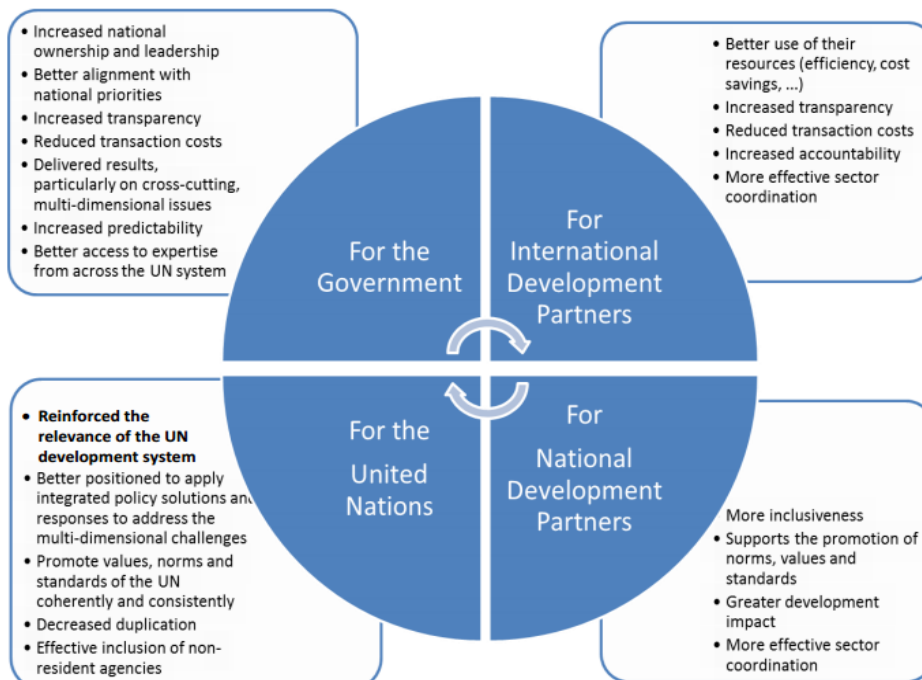 • Increased national
ownership and leadership
• Better alignment with
national priorities
• Increased transparency
• Reduced transaction costs
• Delivered results,
particularly on cross-cutting,
multi-dimensional issues
• Increased predictability
• Better access to expertise
from across the UN system
For the
Government
• Better use of their
resources (efficiency, cost
savings, ...)
• Increased transparency
• Reduced transaction costs
• Increased accountability
• More effective sector
coordination
For
International
Development
Partners
• Reinforced the
relevance of the UN
development system
• Better positioned to apply
integrated policy solutions and
responses to address the
multi-dimensional challenges
• Promote values, norms and
standards of the UN
coherently and consistently
• Decreased duplication
• Effective inclusion of non-
resident agencies
For the
United
Nations
For
National
Development
Partners
More inclusiveness
• Supports the promotion of
norms, values and
standards
• Greater development
impact
• More effective sector
coordination